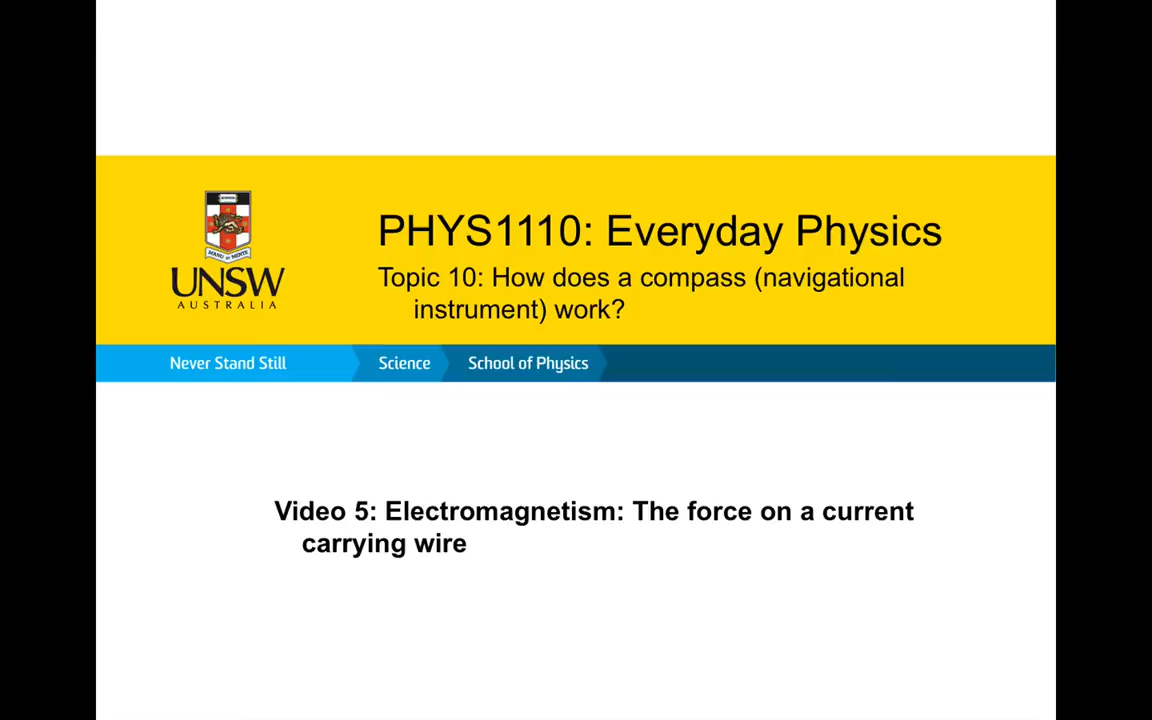 PHYS1110: Everyday Physics
Topic 10: How does a compass (navigational
instrument) work?
UNSW
AUSTRALIA
Never Stand Still
Science
School of Physics
Video 5: Electromagnetism: The force on a current
carrying wire